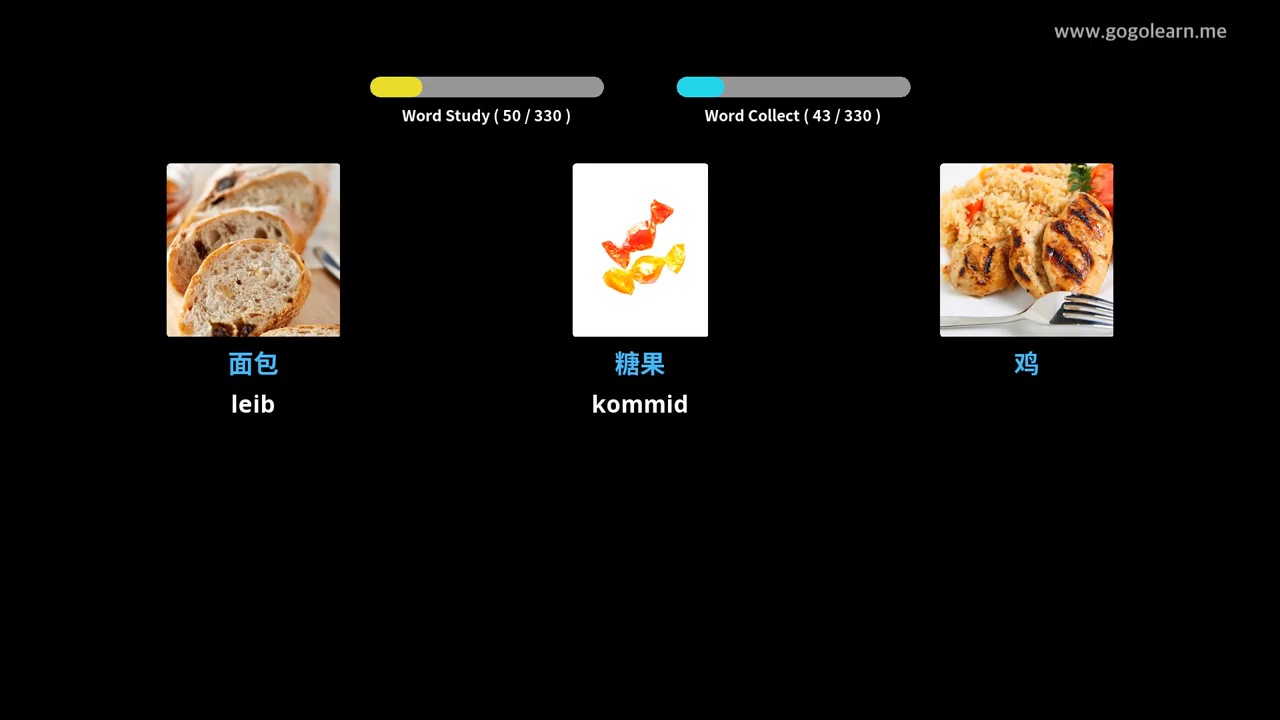 www.gogolearn.me
Word Study ( 50 / 330 )
Word Collect ( 43 / 330 )
面包
糖果
鸡
leib
kommid